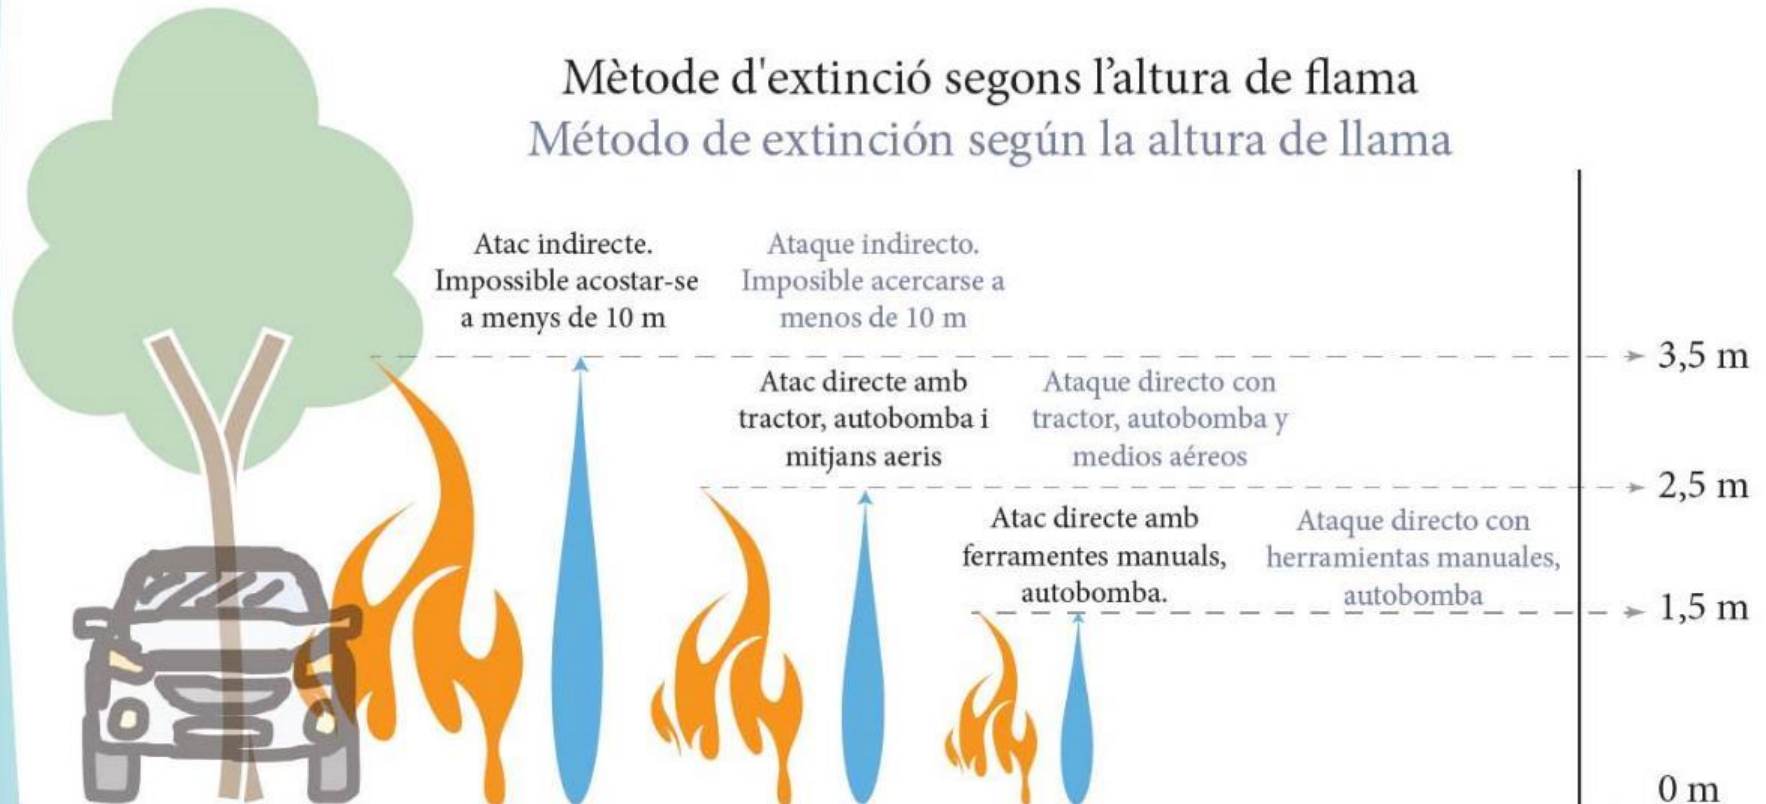 Mètode d'extinció segons l’altura de flama
Método de extinción según la altura de llama
Atac indirecte.
Impossible acostar-se
a menys de 10 m
Ataque indirecto.
Imposible acercarse a
menos de 10 m
3,5 m
Atac directe amb
tractor, autobomba i
mitjans aeris
Ataque directo con
tractor, autobomba y
medios aéreos
2,5 m
Atac directe amb
ferramentes manuals,
autobomba.
Ataque directo con
herramientas manuales,
autobomba
1,5 m
0 m